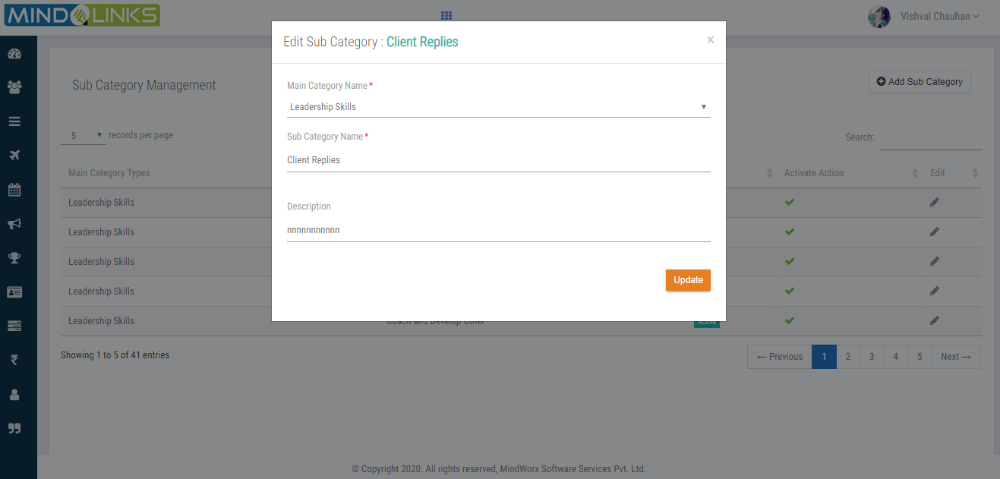 MINDLINKS
Vishval Chauhan
Edit Sub Category : Client Replies
×
Main Category Name *
Leadership Skills
Sub Category Name *
Client Replies
Description
nnnnnnnnnnn
Update
Sub Category Management
Add Sub Category
5 records per page
Search:
Main Category Types
Activate Action
Edit
Leadership Skills
Leadership Skills
Leadership Skills
Leadership Skills
Leadership Skills
Coach and Develop Other
Active
Showing 1 to 5 of 41 entries
← Previous 1 2 3 4 5 Next →
© Copyright 2020. All rights reserved, MindWorx Software Services Pvt. Ltd.